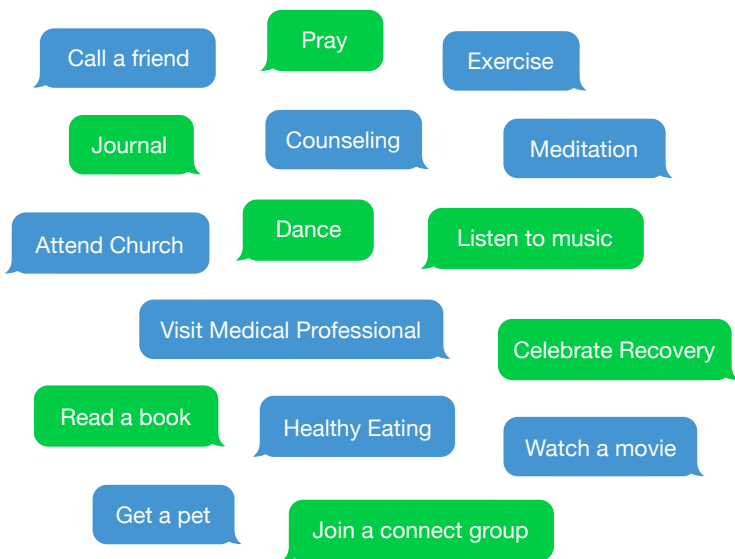 Call a friend
Pray
Exercise
Journal
Counseling
Meditation
Attend Church
Dance
Listen to music
Visit Medical Professional
Celebrate Recovery
Read a book
Healthy Eating
Watch a movie
Get a pet
Join a connect group